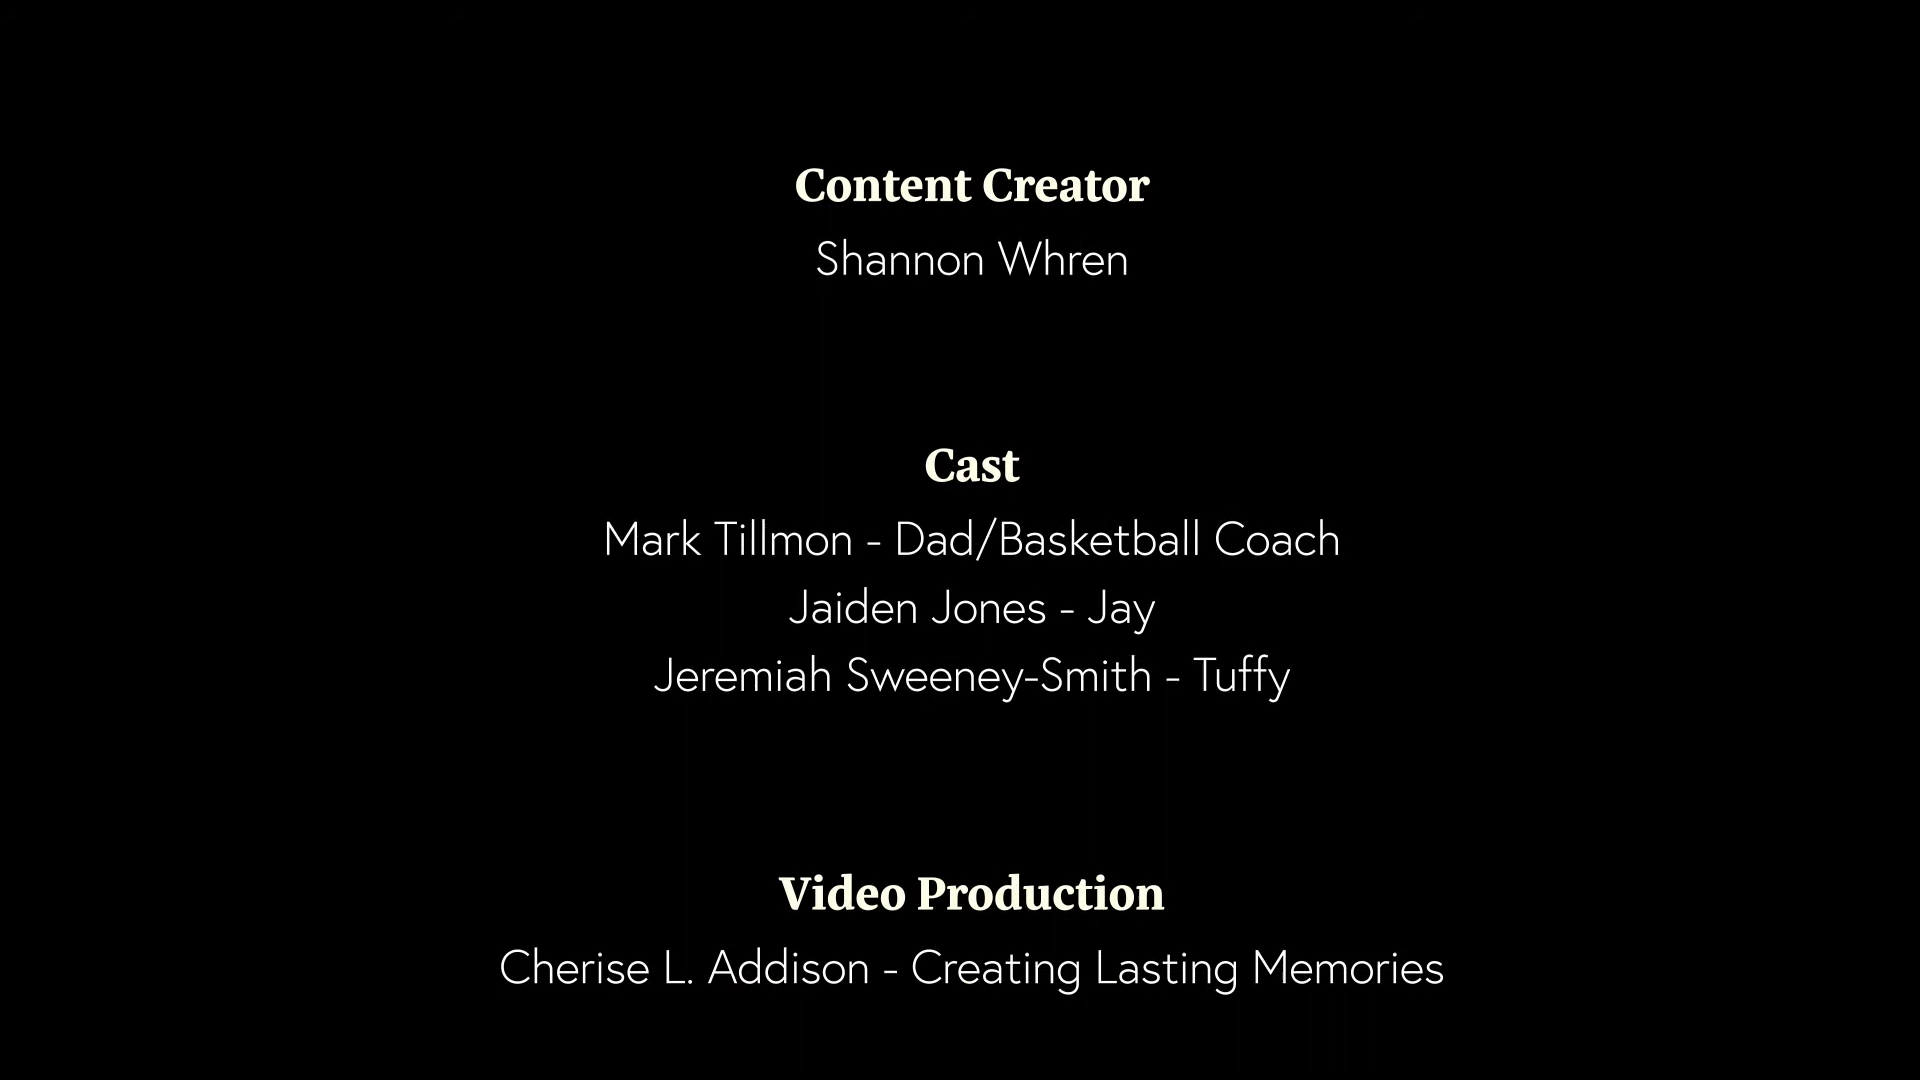 Content Creator
Shannon Whren
Cast
Mark Tillmon - Dad/Basketball Coach
Jaiden Jones - Jay
Jeremiah Sweeney-Smith - Tuffy
Video Production
Cherise L. Addison - Creating Lasting Memories